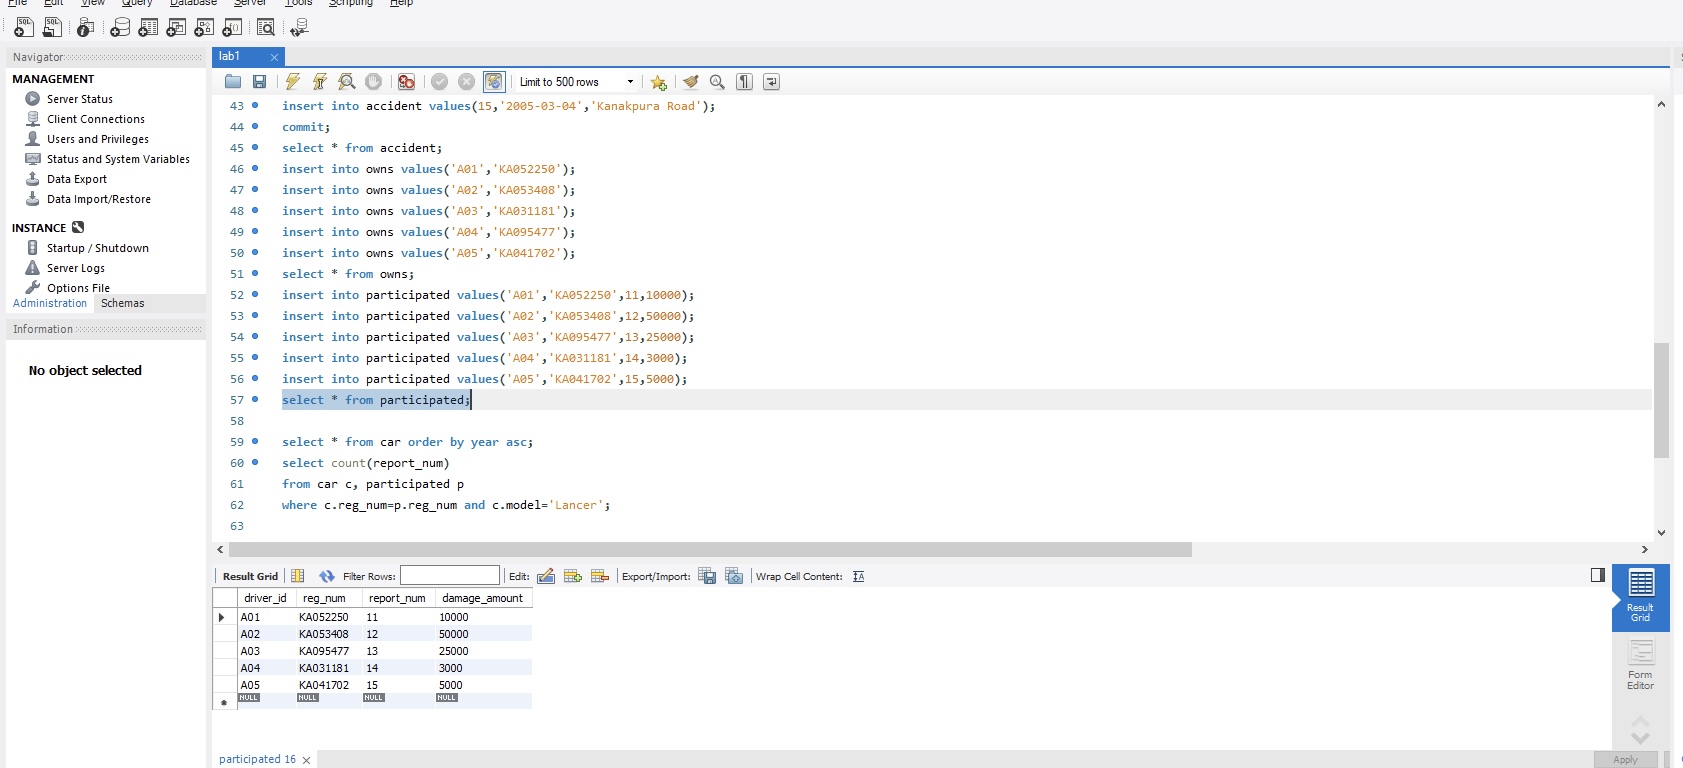 File Edit View Query Database Server Tools Scripting Help
Navigator
MANAGEMENT
Server Status
Client Connections
Users and Privileges
Status and System Variables
Data Export
Data Import/Restore
INSTANCE
Startup / Shutdown
Server Logs
Options File
Administration Schemas
Information
No object selected
lab1
Limit to 500 rows
43 insert into accident values(15,'2005-03-04','Kanakpura Road');
44 commit;
45 select * from accident;
46 insert into owns values('A01','KA052250');
47 insert into owns values('A02','KA053408');
48 insert into owns values('A03','KA031181');
49 insert into owns values('A04','KA095477');
50 insert into owns values('A05','KA041702');
51 select * from owns;
52 insert into participated values('A01','KA052250',11,10000);
53 insert into participated values('A02','KA053408',12,50000);
54 insert into participated values('A03','KA095477',13,25000);
55 insert into participated values('A04','KA031181',14,3000);
56 insert into participated values('A05','KA041702',15,5000);
57 select * from participated;
58
59 select * from car order by year asc;
60 select count(report_num)
61 from car c, participated p
62 where c.reg_num=p.reg_num and c.model='Lancer';
63
Result Grid Filter Rows: Edit: Export/Import: Wrap Cell Content:
driver_id reg_num report_num damage_amount
A01 KA052250 11 10000
A02 KA053408 12 50000
A03 KA095477 13 25000
A04 KA031181 14 3000
A05 KA041702 15 5000
NULL NULL NULL NULL
Result
Grid
Form
Editor
participated 16
Apply